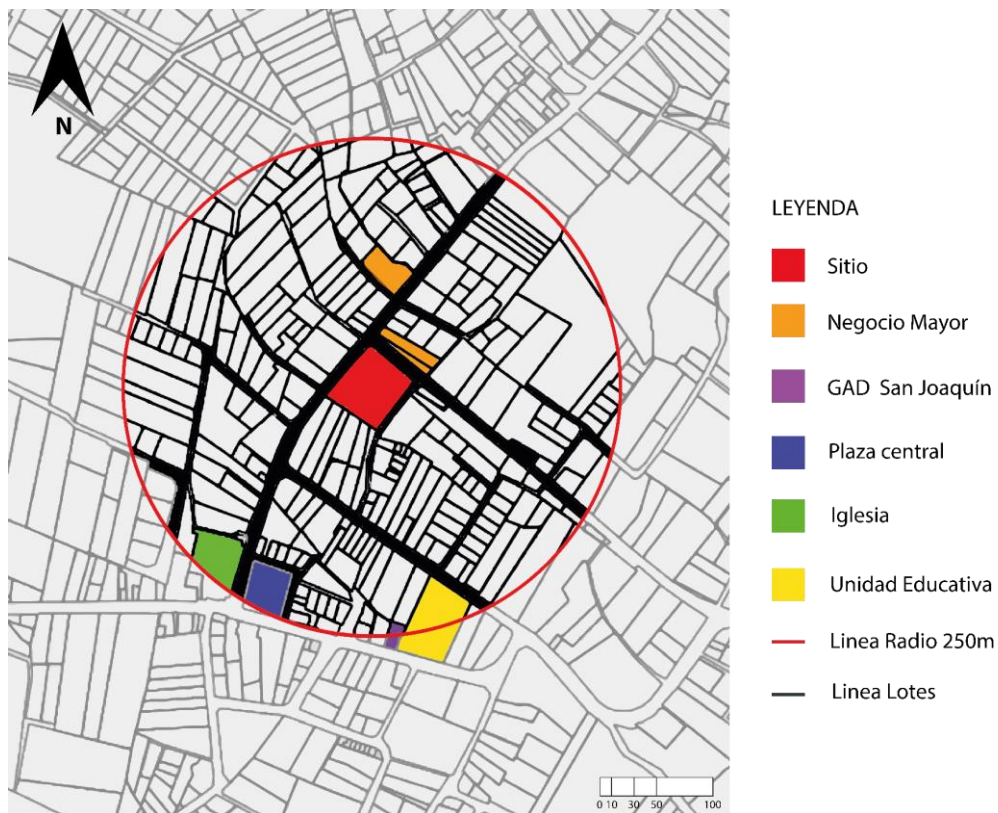 N
LEYENDA
Sitio
Negocio Mayor
GAD San Joaquín
Plaza central
Iglesia
Unidad Educativa
Linea Radio 250m
Linea Lotes
0 10 30 50 100